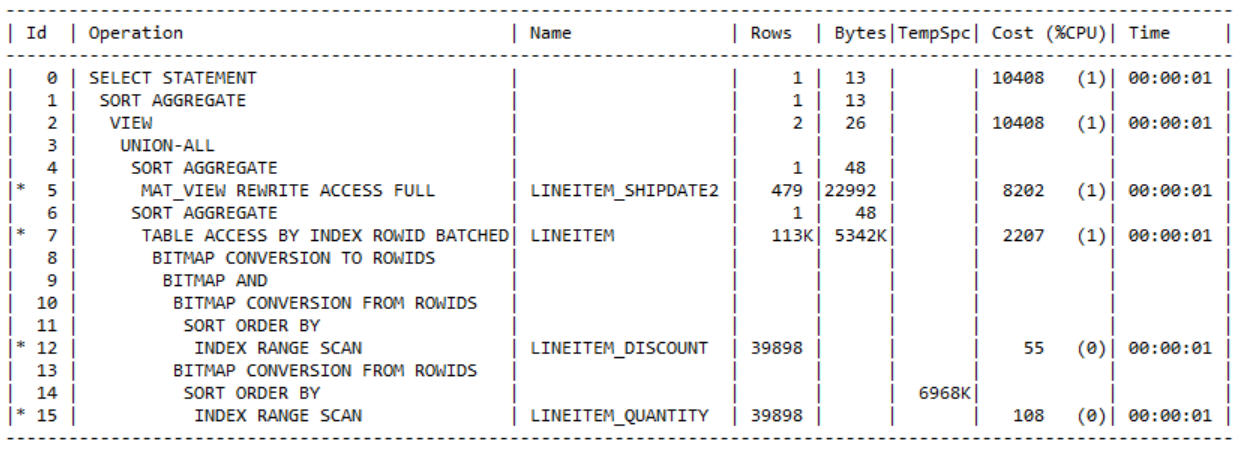 | Id | Operation | Name | Rows | Bytes|TempSpc| Cost (%CPU)| Time |
| 0 | SELECT STATEMENT | | 1 | 13 | | 10408 (1)| 00:00:01 |
| 1 | SORT AGGREGATE | | 1 | 13 | | | |
| 2 | VIEW | | 2 | 26 | | 10408 (1)| 00:00:01 |
| 3 | UNION-ALL | | | | | | |
| 4 | SORT AGGREGATE | | 1 | 48 | | | |
|* 5 | MAT_VIEW REWRITE ACCESS FULL | LINEITEM_SHIPDATE2 | 479 |22992 | | 8202 (1)| 00:00:01 |
| 6 | SORT AGGREGATE | | 1 | 48 | | | |
|* 7 | TABLE ACCESS BY INDEX ROWID BATCHED| LINEITEM | 113K| 5342K| | 2207 (1)| 00:00:01 |
| 8 | BITMAP CONVERSION TO ROWIDS | | | | | | |
| 9 | BITMAP AND | | | | | | |
| 10 | BITMAP CONVERSION FROM ROWIDS | | | | | | |
| 11 | SORT ORDER BY | | | | | | |
|* 12 | INDEX RANGE SCAN | LINEITEM_DISCOUNT | 39898 | | | 55 (0)| 00:00:01 |
| 13 | BITMAP CONVERSION FROM ROWIDS | | | | | | |
| 14 | SORT ORDER BY | | | | 6968K| | |
|* 15 | INDEX RANGE SCAN | LINEITEM_QUANTITY | 39898 | | | 108 (0)| 00:00:01 |